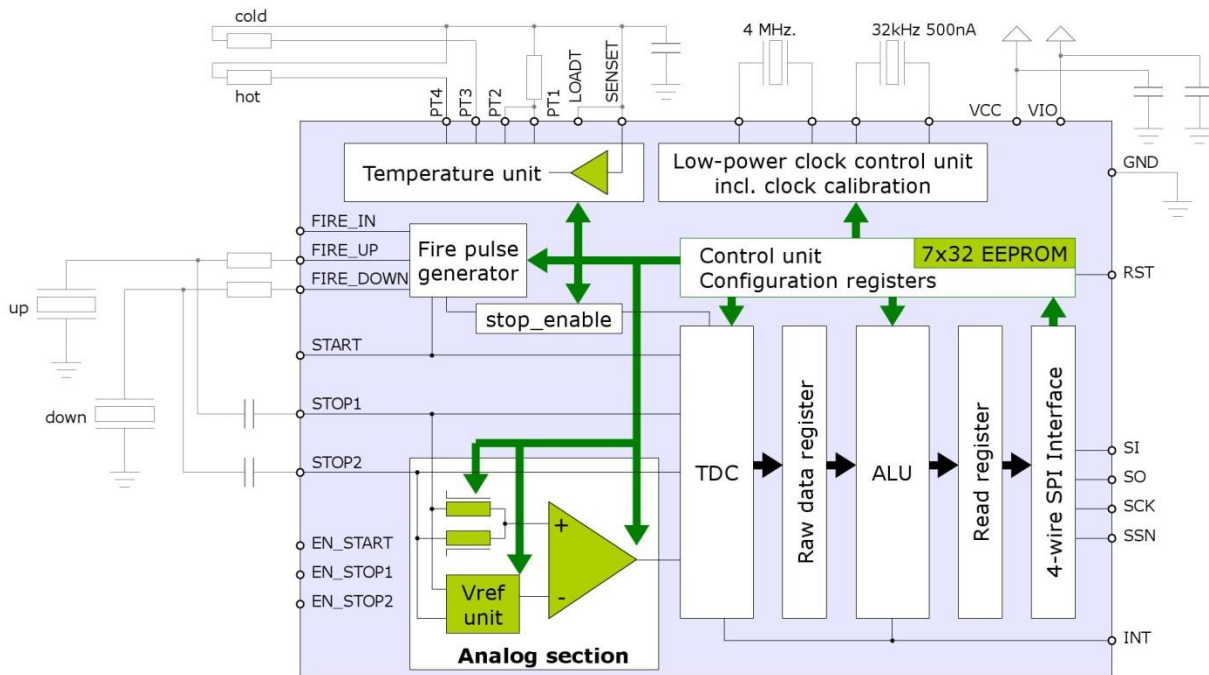 cold
hot
4 MHz.
32kHz 500nA
PT4
PT3
PT2
PT1
LOADT
SENSET
VCC
VIO
GND
Temperature unit
Low-power clock control unit
incl. clock calibration
FIRE_IN
FIRE_UP
FIRE_DOWN
Fire pulse
generator
Control unit
Configuration registers
7x32 EEPROM
RST
up
stop_enable
START
down
STOP1
STOP2
TDC
Raw data register
ALU
Read register
4-wire SPI Interface
SI
SO
SCK
SSN
EN_START
EN_STOP1
EN_STOP2
+
-
Vref
unit
Analog section
INT